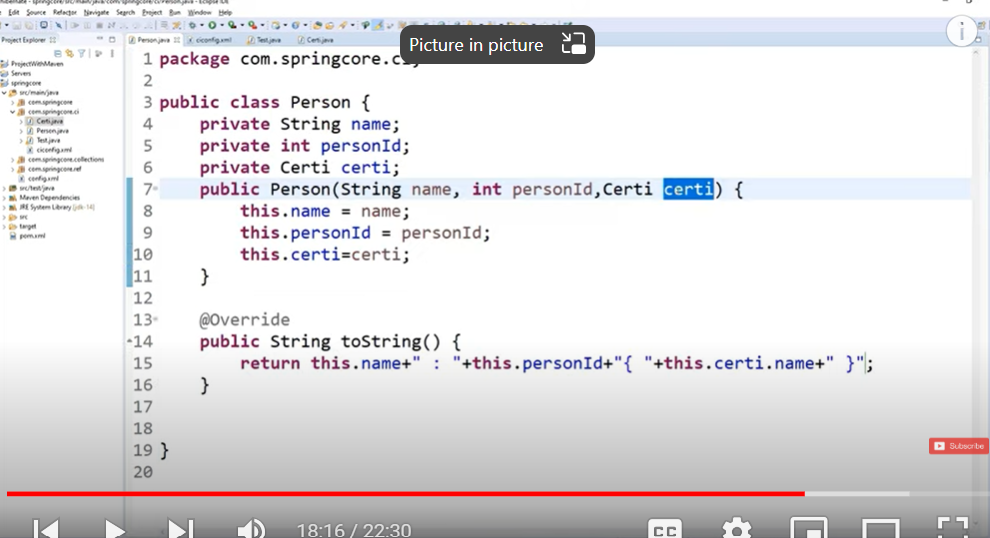 hibernate - springcore/src/main/java/com/springcore/ci/Person.java - Eclipse IDE
Edit Source Refactor Navigate Search Project Run Window Help
Project Explorer
Person.java ciconfig.xml Test.java Certi.java
Picture in picture
ProjectWithMaven
Servers
springcore
src/main/java
com.springcore
com.springcore.ci
Certi.java
Person.java
Test.java
ciconfig.xml
com.springcore.collections
com.springcore.ref
config.xml
src/test/java
Maven Dependencies
JRE System Library [jdk-14]
src
target
pom.xml
1 package com.springcore.ci;
2
3 public class Person {
4 private String name;
5 private int personId;
6 private Certi certi;
7 public Person(String name, int personId,Certi certi) {
8 this.name = name;
9 this.personId = personId;
10 this.certi=certi;
11 }
12
13 @Override
14 public String toString() {
15 return this.name+" : "+this.personId+"{ "+this.certi.name+" }";
16 }
17
18
19 }
20
Subscribe
18:16 / 22:30
CC